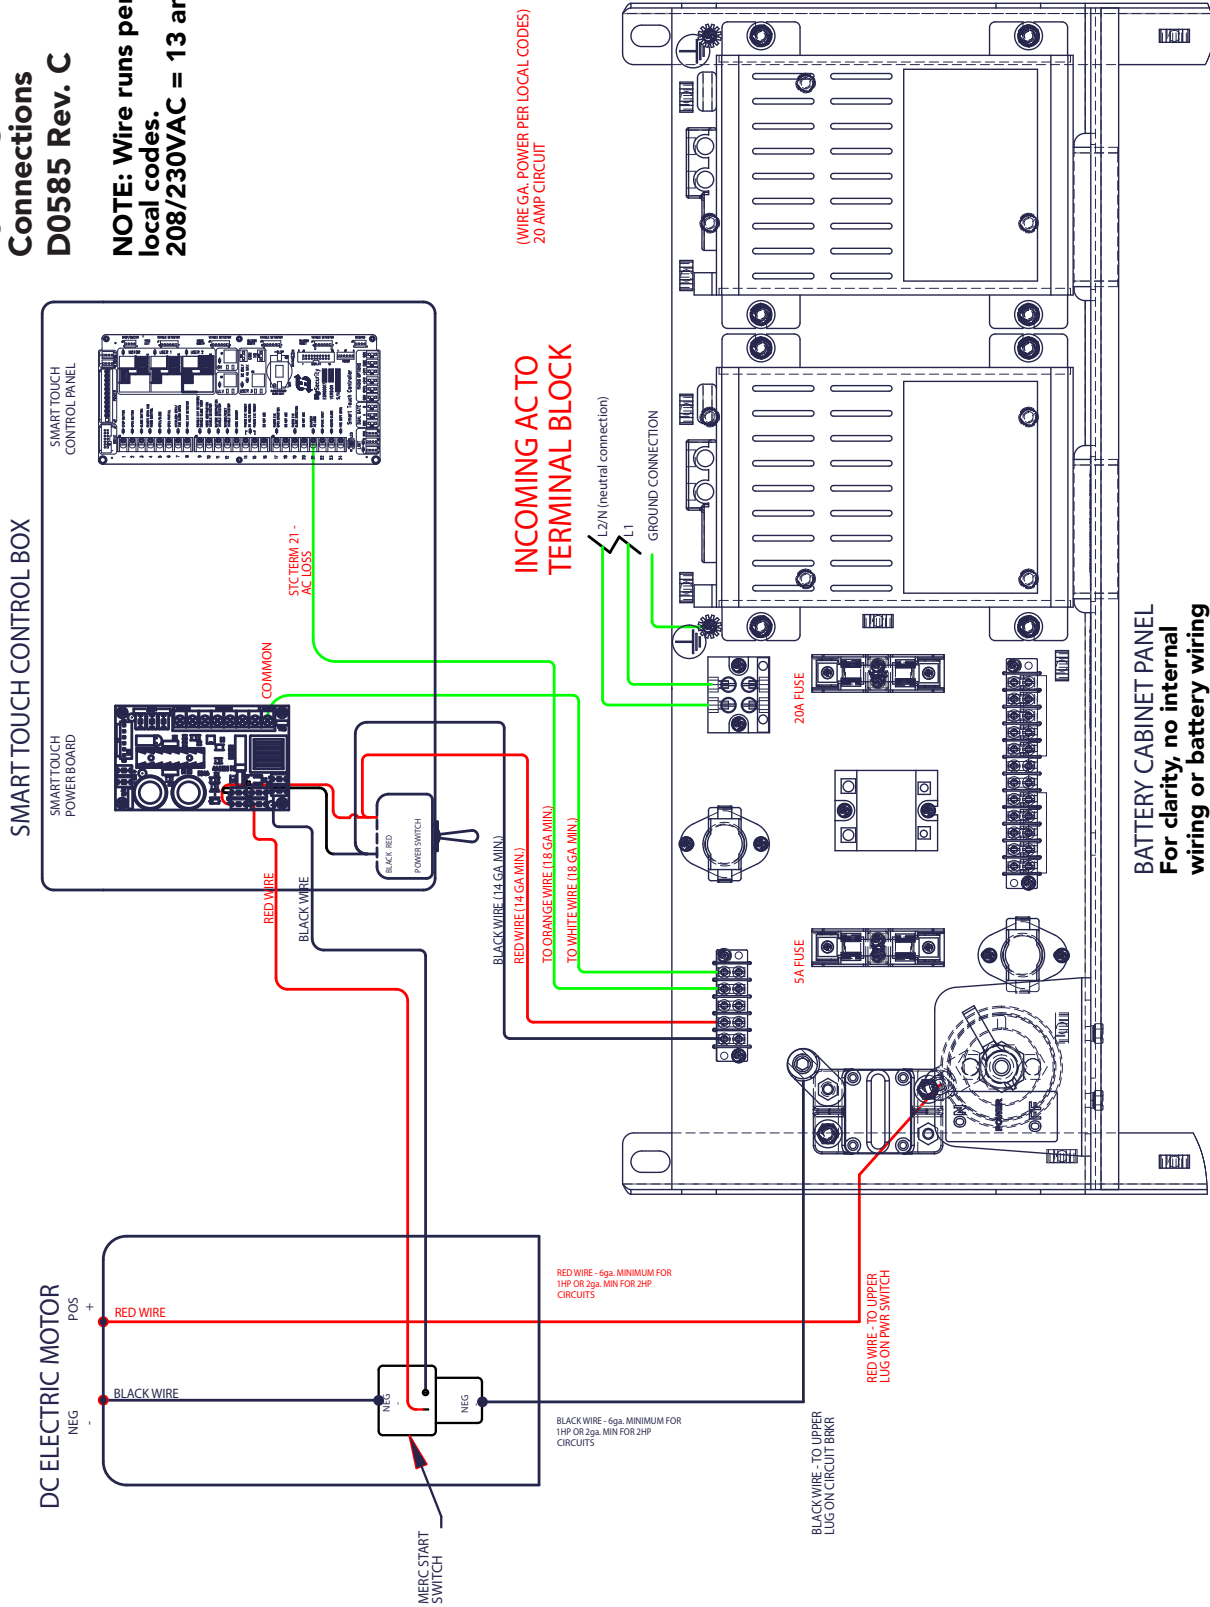 Connections
D0585 Rev. C
NOTE: Wire runs per
local codes.
208/230VAC = 13 a
SMART TOUCH CONTROL BOX
SMART TOUCH
CONTROL PANEL
SMART TOUCH
POWER BOARD
STC TERM 21 -
AC LOSS
COMMON
BLACK RED
POWER SWITCH
RED WIRE
BLACK WIRE
BLACK WIRE (14 GA MIN.)
RED WIRE (14 GA MIN.)
TO ORANGE WIRE (18 GA MIN.)
TO WHITE WIRE (18 GA MIN.)
(WIRE GA. POWER PER LOCAL CODES)
20 AMP CIRCUIT
INCOMING AC TO
TERMINAL BLOCK
L2/N (neutral connection)
L1
GROUND CONNECTION
20A FUSE
5A FUSE
ON
POWER
OFF
BATTERY CABINET PANEL
For clarity, no internal
wiring or battery wiring
DC ELECTRIC MOTOR
NEG
-
POS
+
RED WIRE
BLACK WIRE
NEG
-
NEG
MERC START
SWITCH
RED WIRE - 6ga. MINIMUM FOR
1HP OR 2ga. MIN FOR 2HP
CIRCUITS
BLACK WIRE - 6ga. MINIMUM FOR
1HP OR 2ga. MIN FOR 2HP
CIRCUITS
RED WIRE - TO UPPER
LUG ON PWR SWITCH
BLACK WIRE - TO UPPER
LUG ON CIRCUIT BRKR
Smart Touch Controller